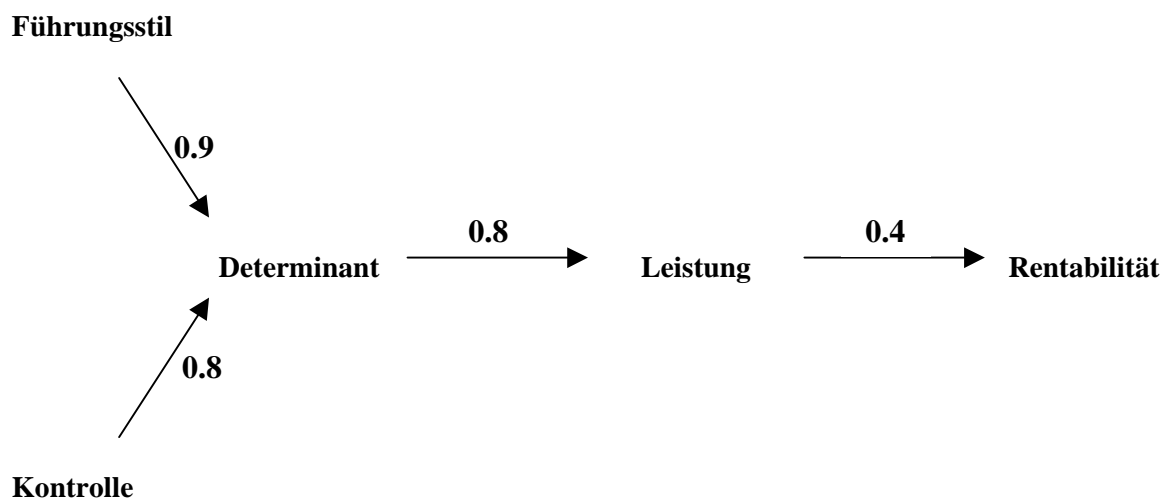 Führungsstil
0.9
0.8
0.4
Determinant
Leistung
Rentabilität
0.8
Kontrolle